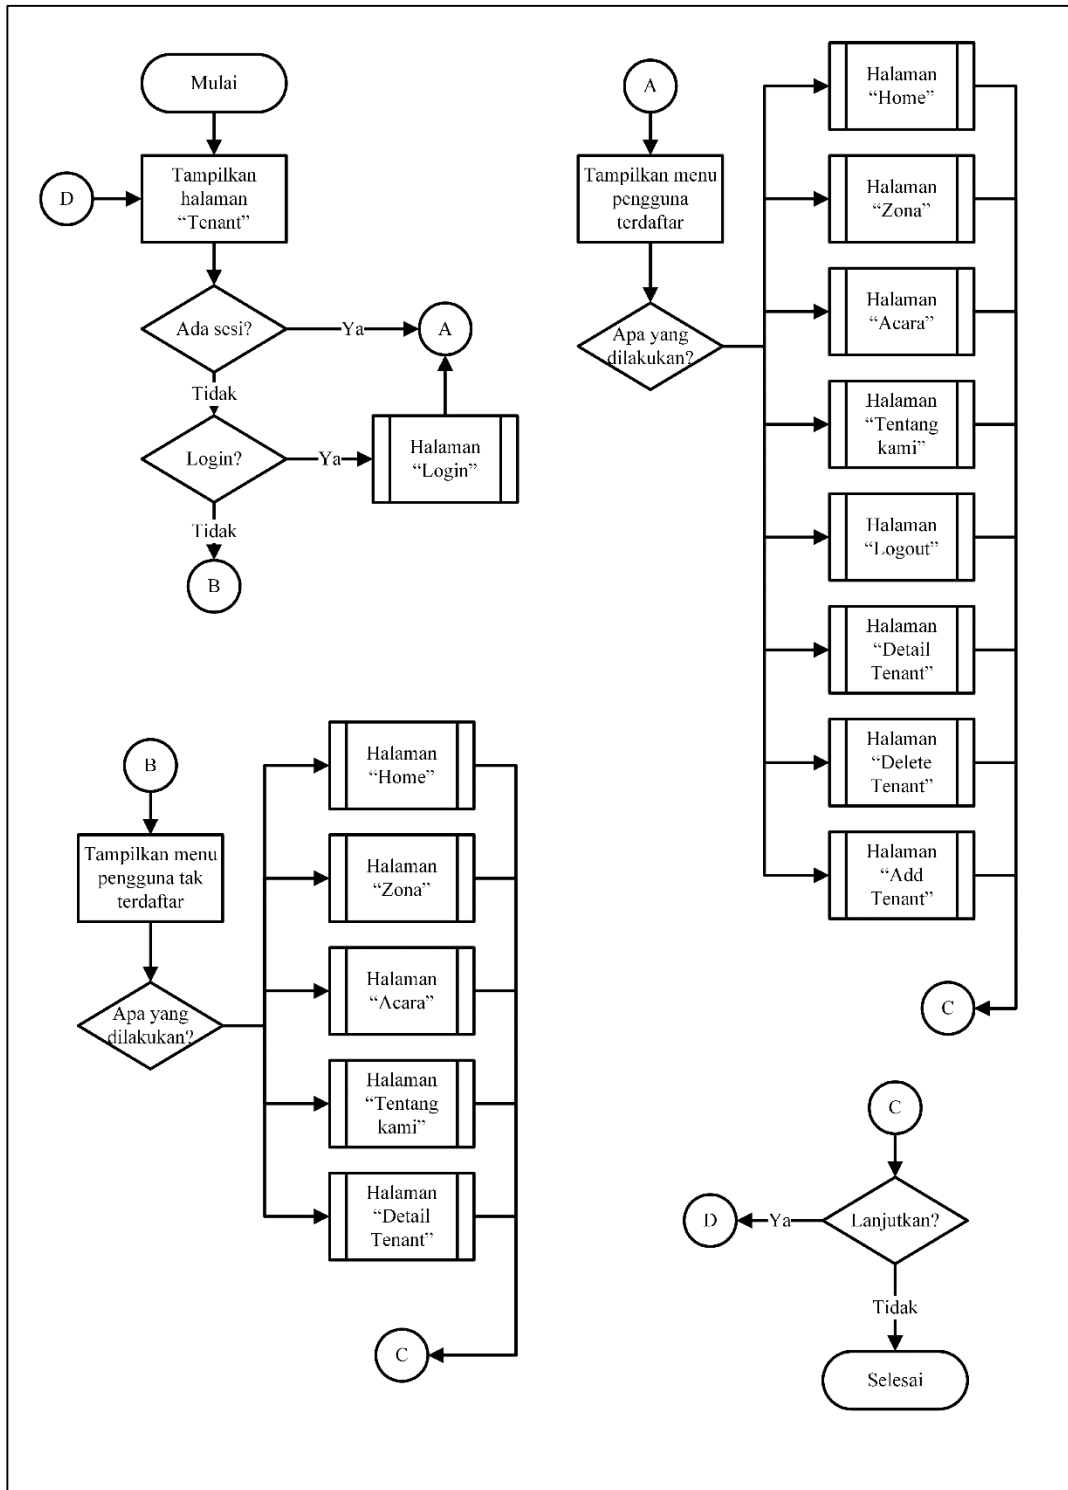 Mulai
D
Tampilkan
halaman
“Tenant”
Ada sesi?
Ya
A
Tidak
Login?
Ya
Halaman
“Login”
Tidak
B
A
Tampilkan menu
pengguna
terdaftar
Apa yang
dilakukan?
Halaman
“Home”
Halaman
“Zona”
Halaman
“Acara”
Halaman
“Tentang
kami”
Halaman
“Logout”
Halaman
“Detail
Tenant”
Halaman
“Delete
Tenant”
Halaman
“Add
Tenant”
C
B
Tampilkan menu
pengguna tak
terdaftar
Apa yang
dilakukan?
Halaman
“Home”
Halaman
“Zona”
Halaman
“Acara”
Halaman
“Tentang
kami”
Halaman
“Detail
Tenant”
C
C
Lanjutkan?
Ya
D
Tidak
Selesai